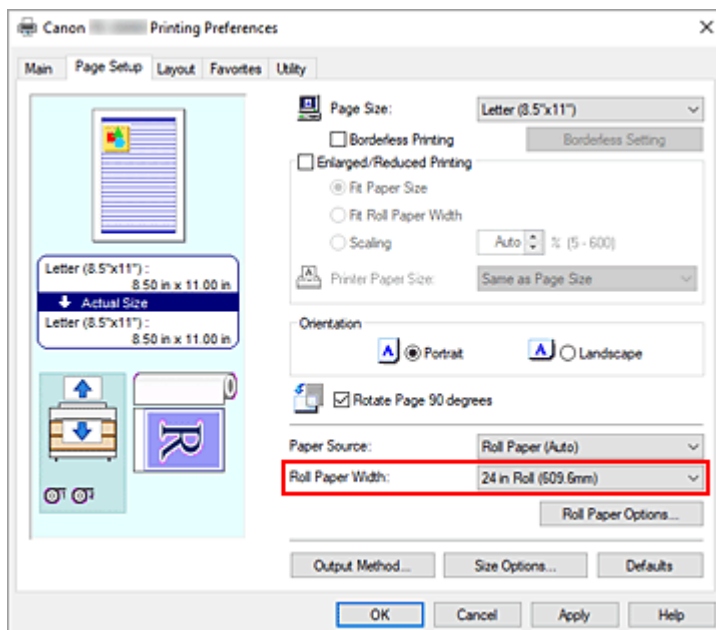 Canon Printing Preferences
Main Page Setup Layout Favorites Utility
Page Size: Letter (8.5"x11")
Borderless Printing Borderless Setting
Enlarged/Reduced Printing
Fit Paper Size
Fit Roll Paper Width
Scaling Auto % (5 - 600)
Printer Paper Size: Same as Page Size
Letter (8.5"x11") :
8.50 in x 11.00 in
Actual Size
Letter (8.5"x11") :
8.50 in x 11.00 in
Orientation
A Portrait A Landscape
Rotate Page 90 degrees
R
Paper Source: Roll Paper (Auto)
Roll Paper Width: 24 in Roll (609.6mm)
Roll Paper Options...
Output Method... Size Options... Defaults
OK Cancel Apply Help